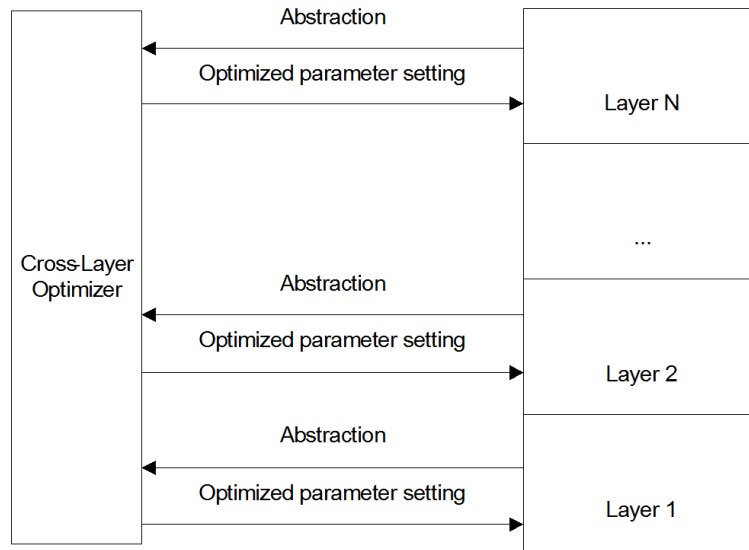 Abstraction
Optimized parameter setting
Layer N
...
Cross-Layer
Optimizer
Abstraction
Optimized parameter setting
Layer 2
Abstraction
Optimized parameter setting
Layer 1